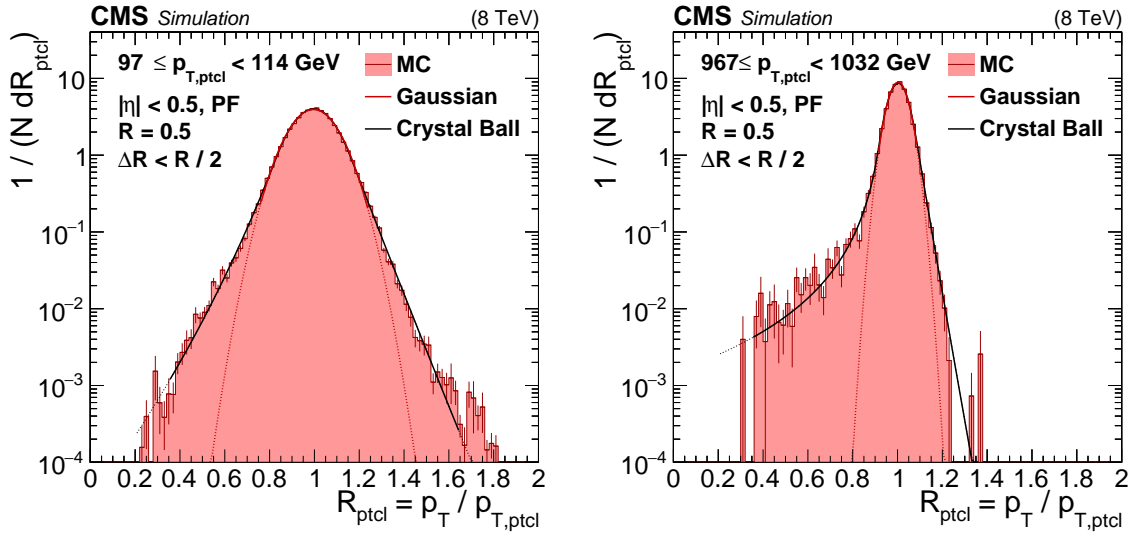 CMS Simulation (8 TeV)
1 / (N dR_ptcl)
97 ≤ p_T,ptcl < 114 GeV
|η| < 0.5, PF
R = 0.5
ΔR < R / 2
MC
Gaussian
Crystal Ball
10
1
10⁻¹
10⁻²
10⁻³
10⁻⁴
0 0.2 0.4 0.6 0.8 1 1.2 1.4 1.6 1.8 2
R_ptcl = p_T / p_T,ptcl
CMS Simulation (8 TeV)
1 / (N dR_ptcl)
967≤ p_T,ptcl < 1032 GeV
|η| < 0.5, PF
R = 0.5
ΔR < R / 2
MC
Gaussian
Crystal Ball
10
1
10⁻¹
10⁻²
10⁻³
10⁻⁴
0 0.2 0.4 0.6 0.8 1 1.2 1.4 1.6 1.8 2
R_ptcl = p_T / p_T,ptcl